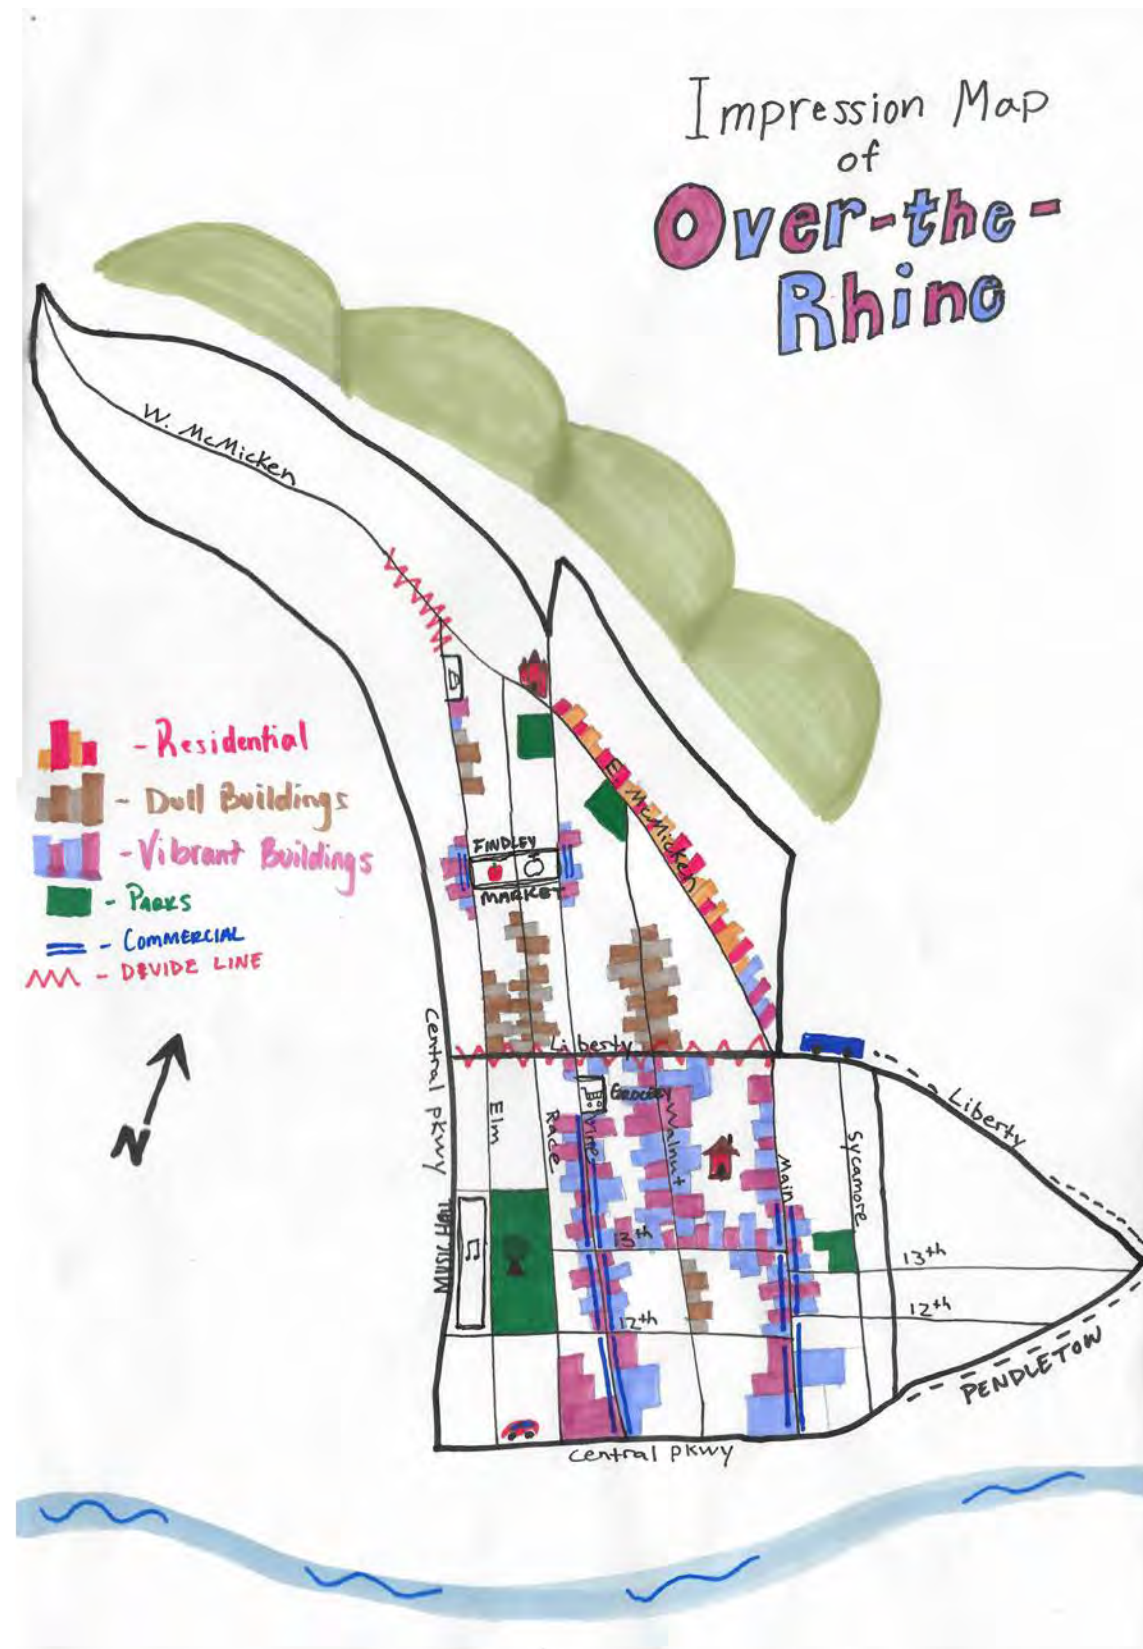 Impression Map
of
Over-the-
Rhine
W. McMicken
- Residential
- Dull Buildings
- Vibrant Buildings
- PARKS
- COMMERCIAL
- DIVIDE LINE
N
E McMicken
FINDLEY
MARKET
Central pkwy
Liberty
Liberty
GROCERY
Elm
Race
Vine
Walnut
Main
Sycamore
MUSIC HALL
13th
13th
12th
12th
PENDLETON
Central pkwy